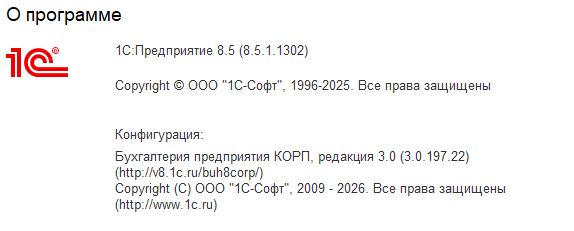 О программе
1С
1С:Предприятие 8.5 (8.5.1.1302)
Copyright © ООО "1С-Софт", 1996-2025. Все права защищены
Конфигурация:
Бухгалтерия предприятия КОРП, редакция 3.0 (3.0.197.22)
(http://v8.1c.ru/buh8corp/)
Copyright (С) ООО "1С-Софт", 2009 - 2026. Все права защищены
(http://www.1c.ru)